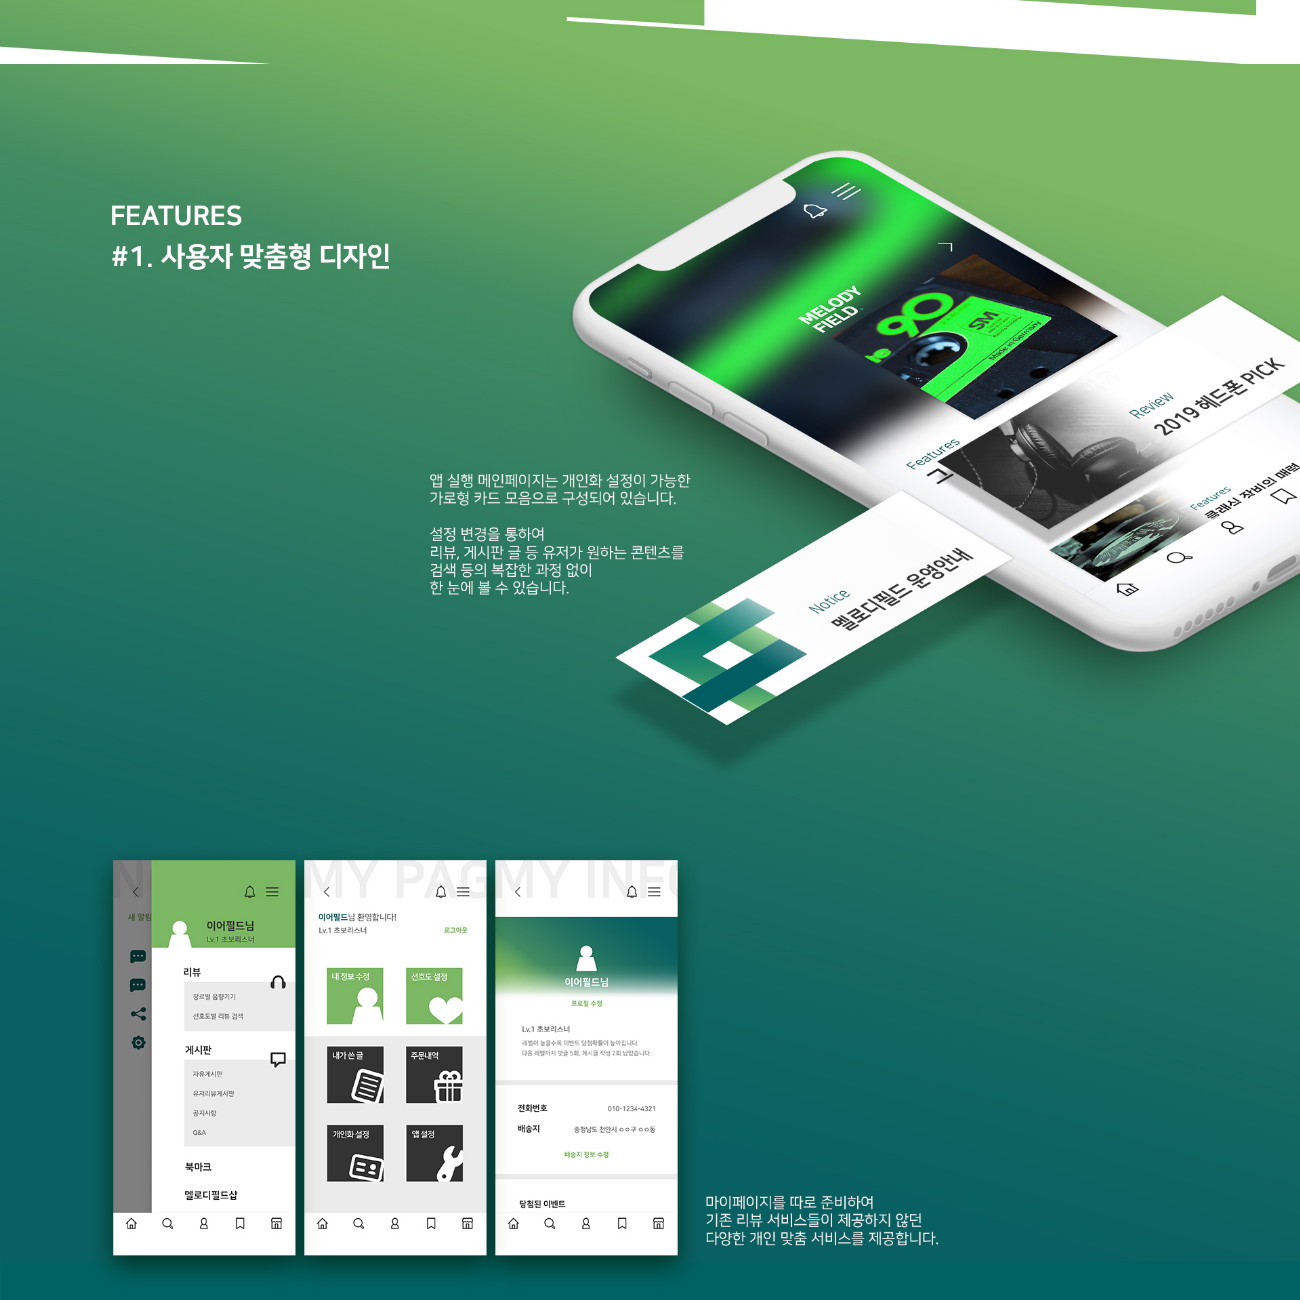 FEATURES
#1. 사용자 맞춤형 디자인
MELODY
FIELD
90
SM
Made in Germany
Review
2019 헤드폰 PICK
Features
그
Features
클래식 장비의 매력
Notice
멜로디필드 운영안내
앱 실행 메인페이지는 개인화 설정이 가능한
가로형 카드 모음으로 구성되어 있습니다.
설정 변경을 통하여
리뷰, 게시판 글 등 유저가 원하는 콘텐츠를
검색 등의 복잡한 과정 없이
한 눈에 볼 수 있습니다.
N
새 알림
이어필드님
Lv.1 초보리스너
리뷰
장르별 음향기기
선호도별 리뷰 검색
게시판
자유게시판
유저리뷰게시판
공지사항
Q&A
북마크
멜로디필드샵
MY PAG
이어필드님 환영합니다!
Lv.1 초보리스너
로그아웃
내 정보 수정
선호도 설정
내가 쓴 글
주문내역
개인화 설정
앱 설정
MY INFO
이어필드님
프로필 수정
Lv.1 초보리스너
레벨이 높을수록 이벤트 당첨확률이 높아집니다.
다음 레벨까지 댓글 5회, 게시글 작성 2회 남았습니다.
전화번호
010-1234-4321
배송지
충청남도 천안시 ㅇㅇ구 ㅇㅇ동
배송지 정보 수정
당첨된 이벤트
마이페이지를 따로 준비하여
기존 리뷰 서비스들이 제공하지 않던
다양한 개인 맞춤 서비스를 제공합니다.